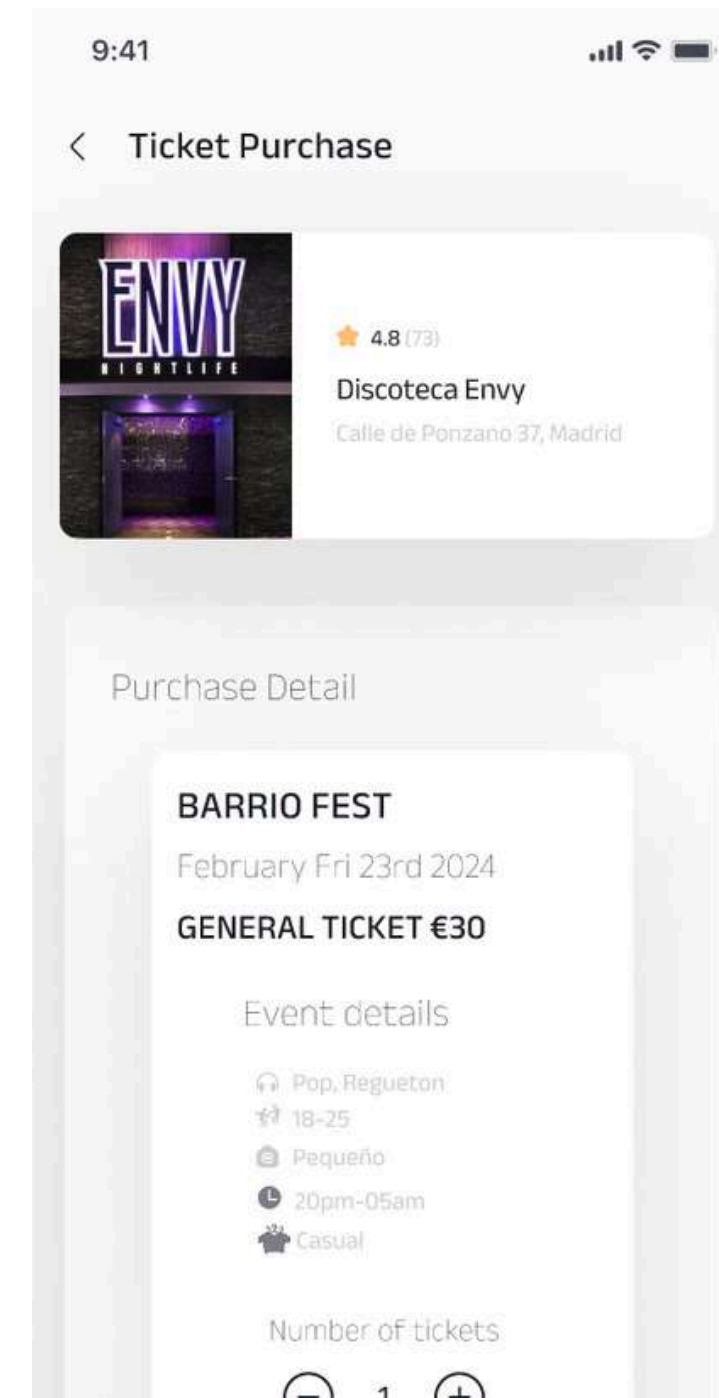 9:41
Ticket Purchase
ENVY
NIGHTLIFE
4.8 (73)
Discoteca Envy
Calle de Ponzano 37, Madrid
Purchase Detail
BARRIO FEST
February Fri 23rd 2024
GENERAL TICKET €30
Event details
Pop, Regueton
18-25
Pequeño
20pm-05am
Casual
Number of tickets
1